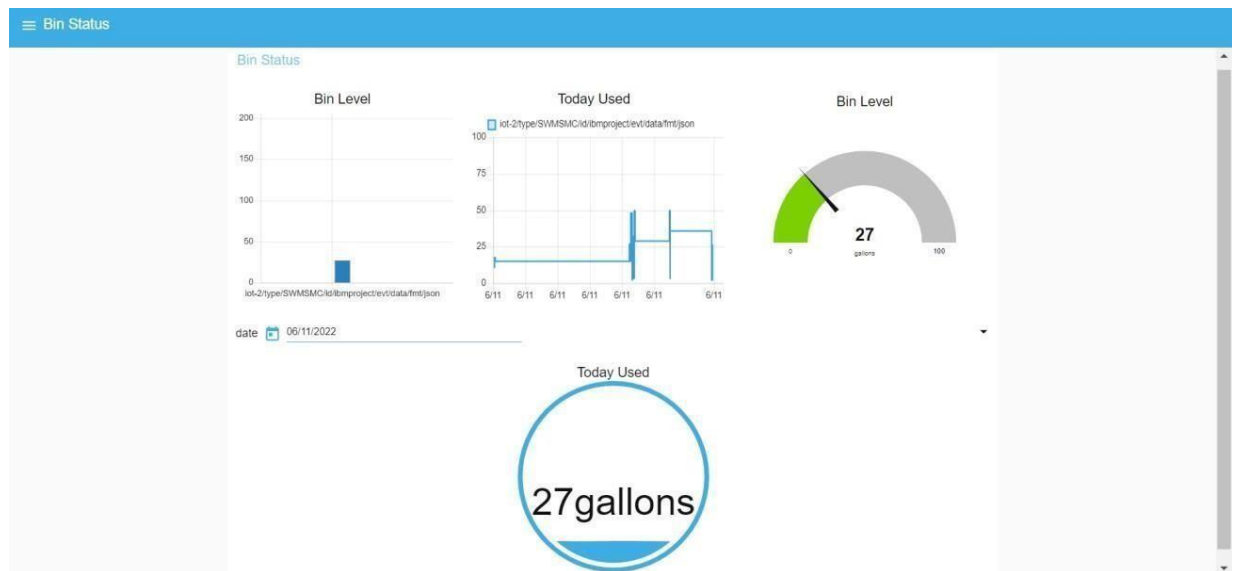 Bin Status
Bin Status
Bin Level
200
150
100
50
0
iot-2/type/SWMSMC/id/ibmproject/evt/data/fmt/json
Today Used
iot-2/type/SWMSMC/id/ibmproject/evt/data/fmt/json
100
75
50
25
0
6/11 6/11 6/11 6/11 6/11 6/11 6/11
Bin Level
27
gallons
0 100
date 06/11/2022
Today Used
27gallons